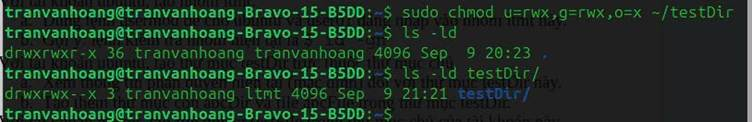 tranvanhoang@tranvanhoang-Bravo-15-B5DD:~$ sudo chmod u=rwx,g=rwx,o=x ~/testDir
tranvanhoang@tranvanhoang-Bravo-15-B5DD:~$ ls -ld
drwxrwxr-x 36 tranvanhoang tranvanhoang 4096 Sep  9 20:23 .
tranvanhoang@tranvanhoang-Bravo-15-B5DD:~$ ls -ld testDir/
drwxrwx--x 3 tranvanhoang ltmt 4096 Sep  9 21:21 testDir/
tranvanhoang@tranvanhoang-Bravo-15-B5DD:~$